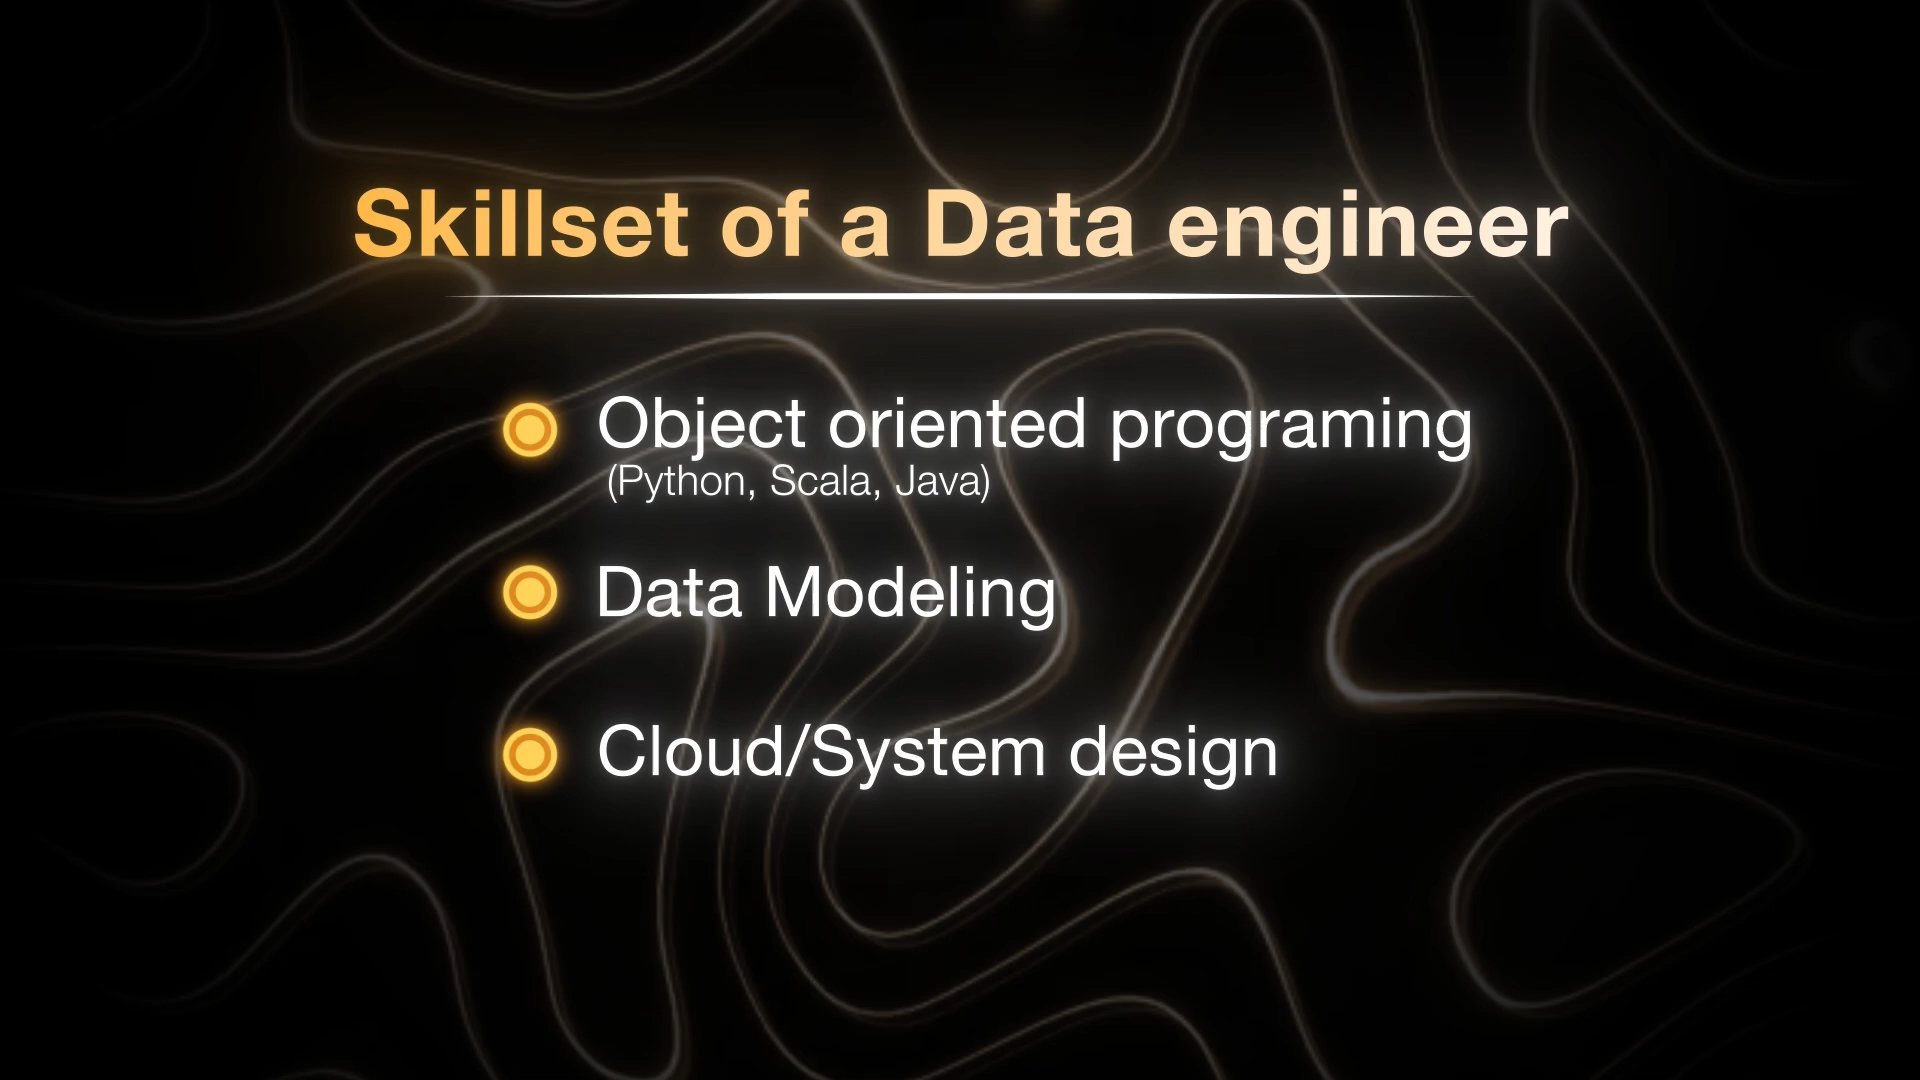 Skillset of a Data engineer
Object oriented programing
(Python, Scala, Java)
Data Modeling
Cloud/System design